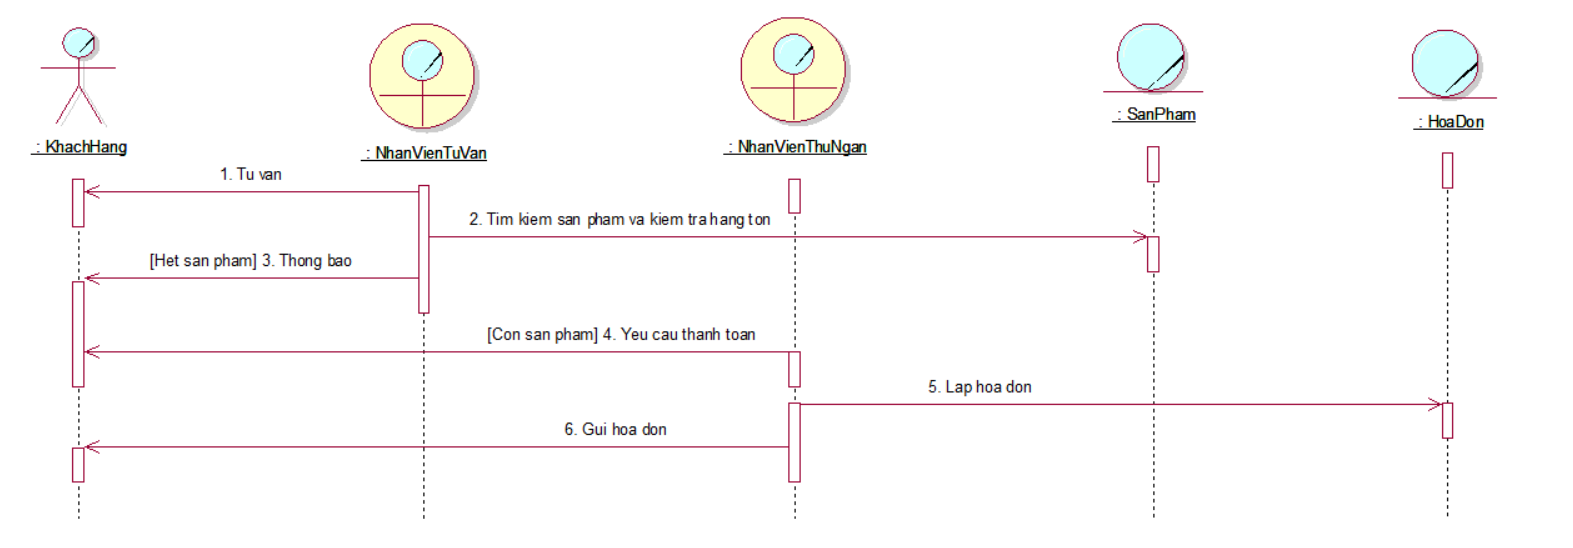 : KhachHang
: NhanVienTuVan
: NhanVienThuNgan
: SanPham
: HoaDon
1. Tu van
2. Tim kiem san pham va kiem tra hang ton
[Het san pham] 3. Thong bao
[Con san pham] 4. Yeu cau thanh toan
5. Lap hoa don
6. Gui hoa don